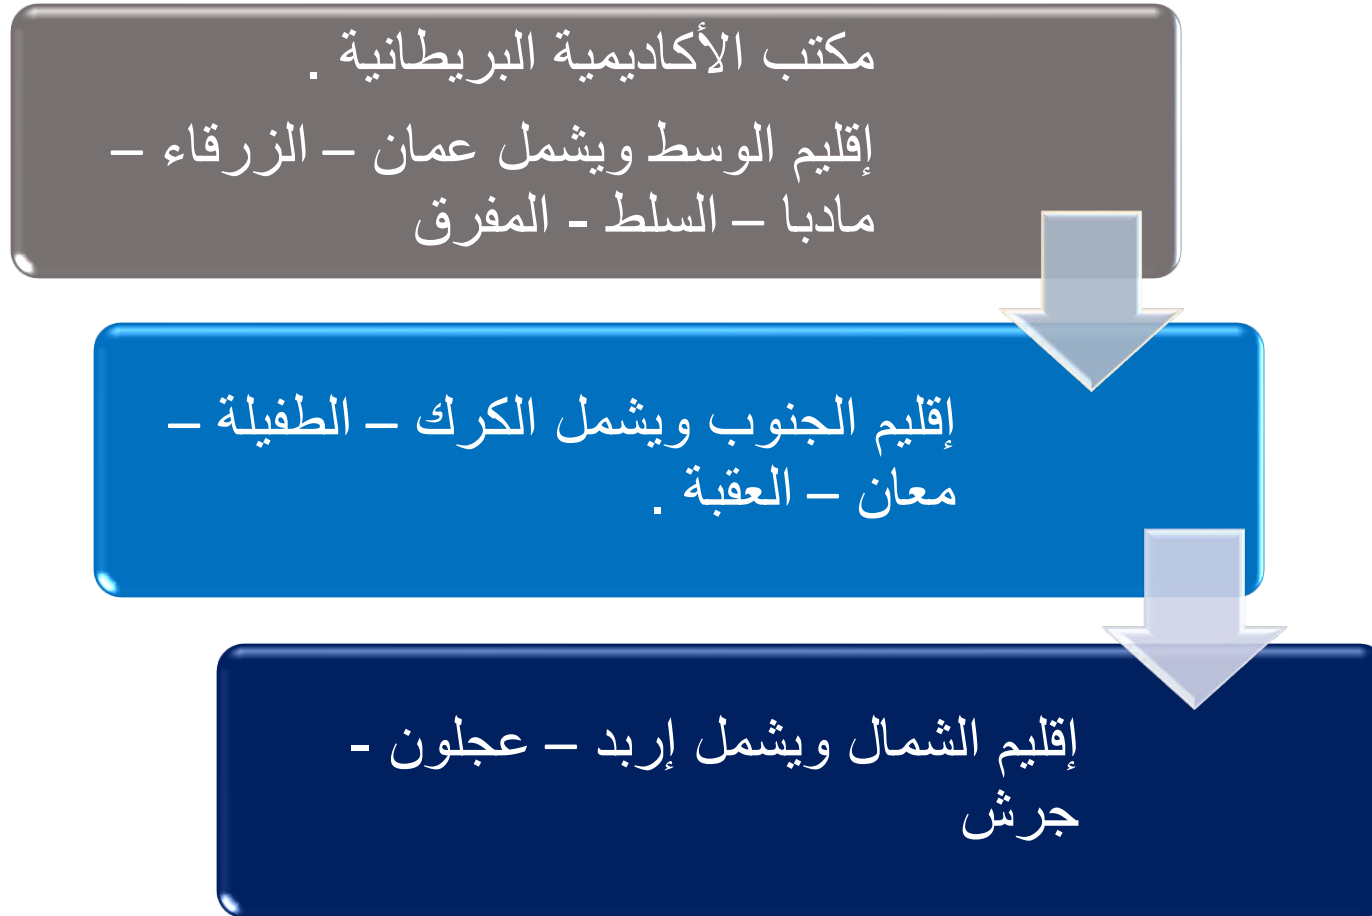 مكتب الأكاديمية البريطانية .
إقليم الوسط ويشمل عمان – الزرقاء –
مادبا – السلط - المفرق
إقليم الجنوب ويشمل الكرك – الطفيلة –
معان – العقبة .
إقليم الشمال ويشمل إربد – عجلون -
جرش